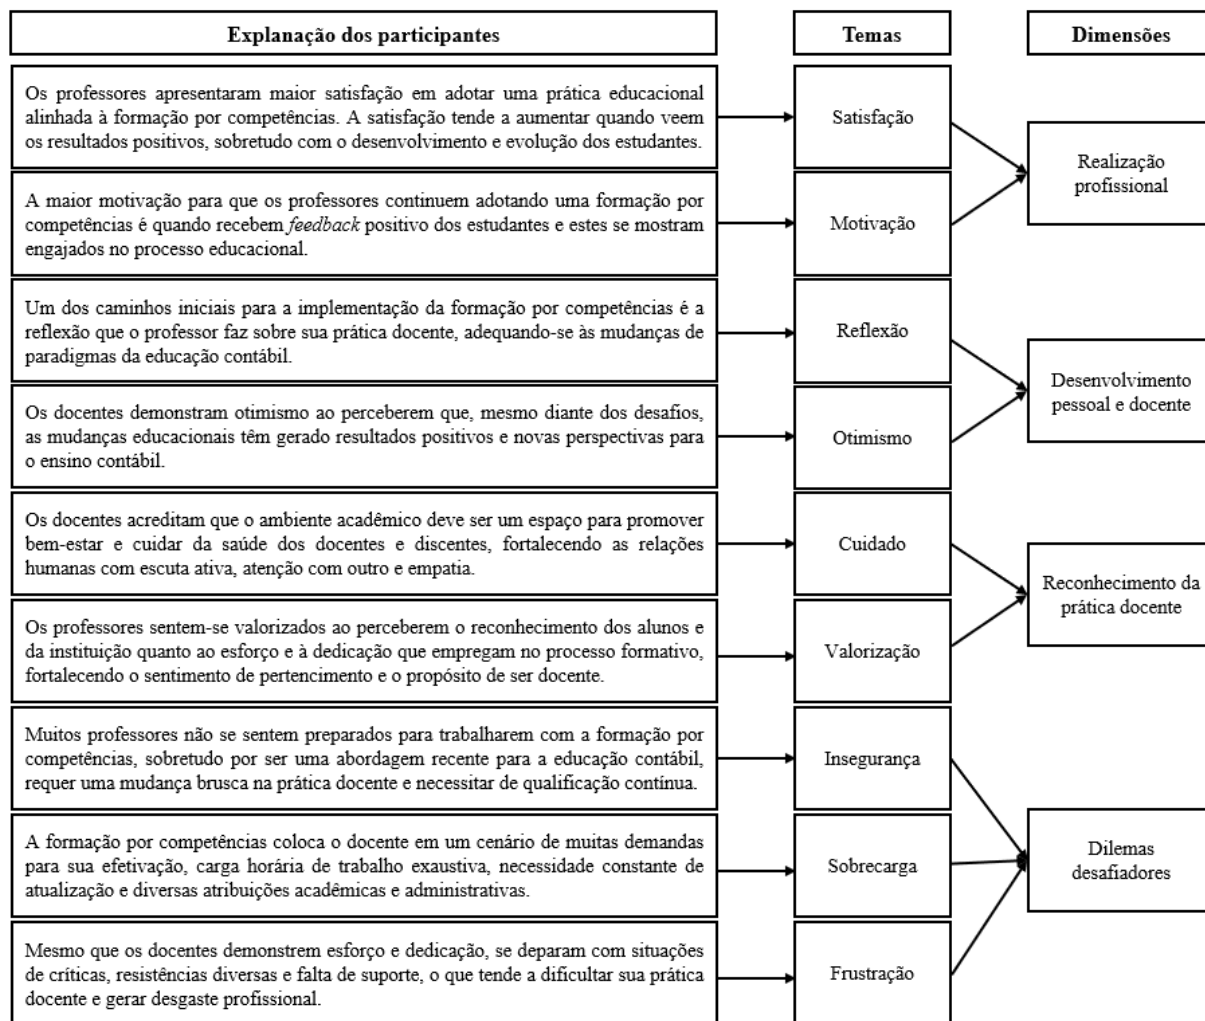 Explanação dos participantes
Temas
Dimensões
Os professores apresentaram maior satisfação em adotar uma prática educacional
alinhada à formação por competências. A satisfação tende a aumentar quando veem
os resultados positivos, sobretudo com o desenvolvimento e evolução dos estudantes.
Satisfação
Realização
profissional
A maior motivação para que os professores continuem adotando uma formação por
competências é quando recebem feedback positivo dos estudantes e estes se mostram
engajados no processo educacional.
Motivação
Um dos caminhos iniciais para a implementação da formação por competências é a
reflexão que o professor faz sobre sua prática docente, adequando-se às mudanças de
paradigmas da educação contábil.
Reflexão
Desenvolvimento
pessoal e docente
Os docentes demonstram otimismo ao perceberem que, mesmo diante dos desafios,
as mudanças educacionais têm gerado resultados positivos e novas perspectivas para
o ensino contábil.
Otimismo
Os docentes acreditam que o ambiente acadêmico deve ser um espaço para promover
bem-estar e cuidar da saúde dos docentes e discentes, fortalecendo as relações
humanas com escuta ativa, atenção com outro e empatia.
Cuidado
Reconhecimento da
prática docente
Os professores sentem-se valorizados ao perceberem o reconhecimento dos alunos e
da instituição quanto ao esforço e à dedicação que empregam no processo formativo,
fortalecendo o sentimento de pertencimento e o propósito de ser docente.
Valorização
Muitos professores não se sentem preparados para trabalharem com a formação por
competências, sobretudo por ser uma abordagem recente para a educação contábil,
requer uma mudança brusca na prática docente e necessitar de qualificação contínua.
Insegurança
A formação por competências coloca o docente em um cenário de muitas demandas
para sua efetivação, carga horária de trabalho exaustiva, necessidade constante de
atualização e diversas atribuições acadêmicas e administrativas.
Sobrecarga
Dilemas
desafiadores
Mesmo que os docentes demonstrem esforço e dedicação, se deparam com situações
de críticas, resistências diversas e falta de suporte, o que tende a dificultar sua prática
docente e gerar desgaste profissional.
Frustração